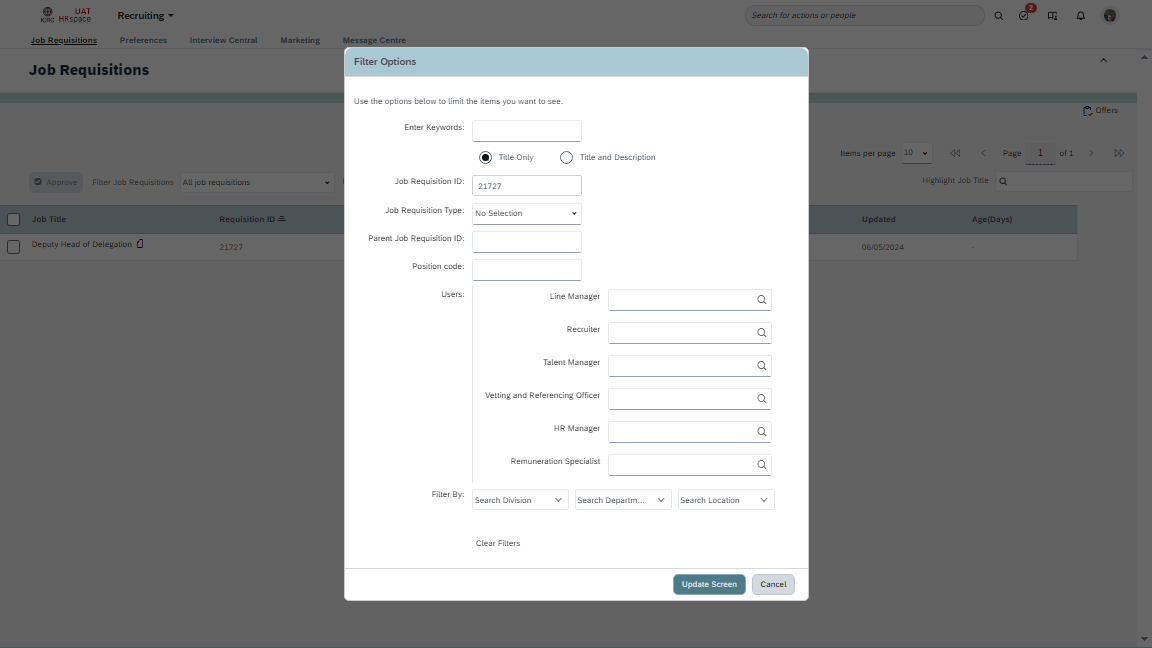 UAT
ICRC HR space
Recruiting
Search for actions or people
2
Job Requisitions
Preferences
Interview Central
Marketing
Message Centre
Job Requisitions
Offers
Items per page 10
Page 1 of 1
Approve
Filter Job Requisitions
All job requisitions
Highlight Job Title
Job Title
Requisition ID
Updated
Age(Days)
Deputy Head of Delegation
21727
06/05/2024
-
Filter Options
Use the options below to limit the items you want to see.
Enter Keywords:
Title Only
Title and Description
Job Requisition ID:
21727
Job Requisition Type:
No Selection
Parent Job Requisition ID:
Position code:
Users:
Line Manager
Recruiter
Talent Manager
Vetting and Referencing Officer
HR Manager
Remuneration Specialist
Filter By:
Search Division
Search Departm...
Search Location
Clear Filters
Update Screen
Cancel